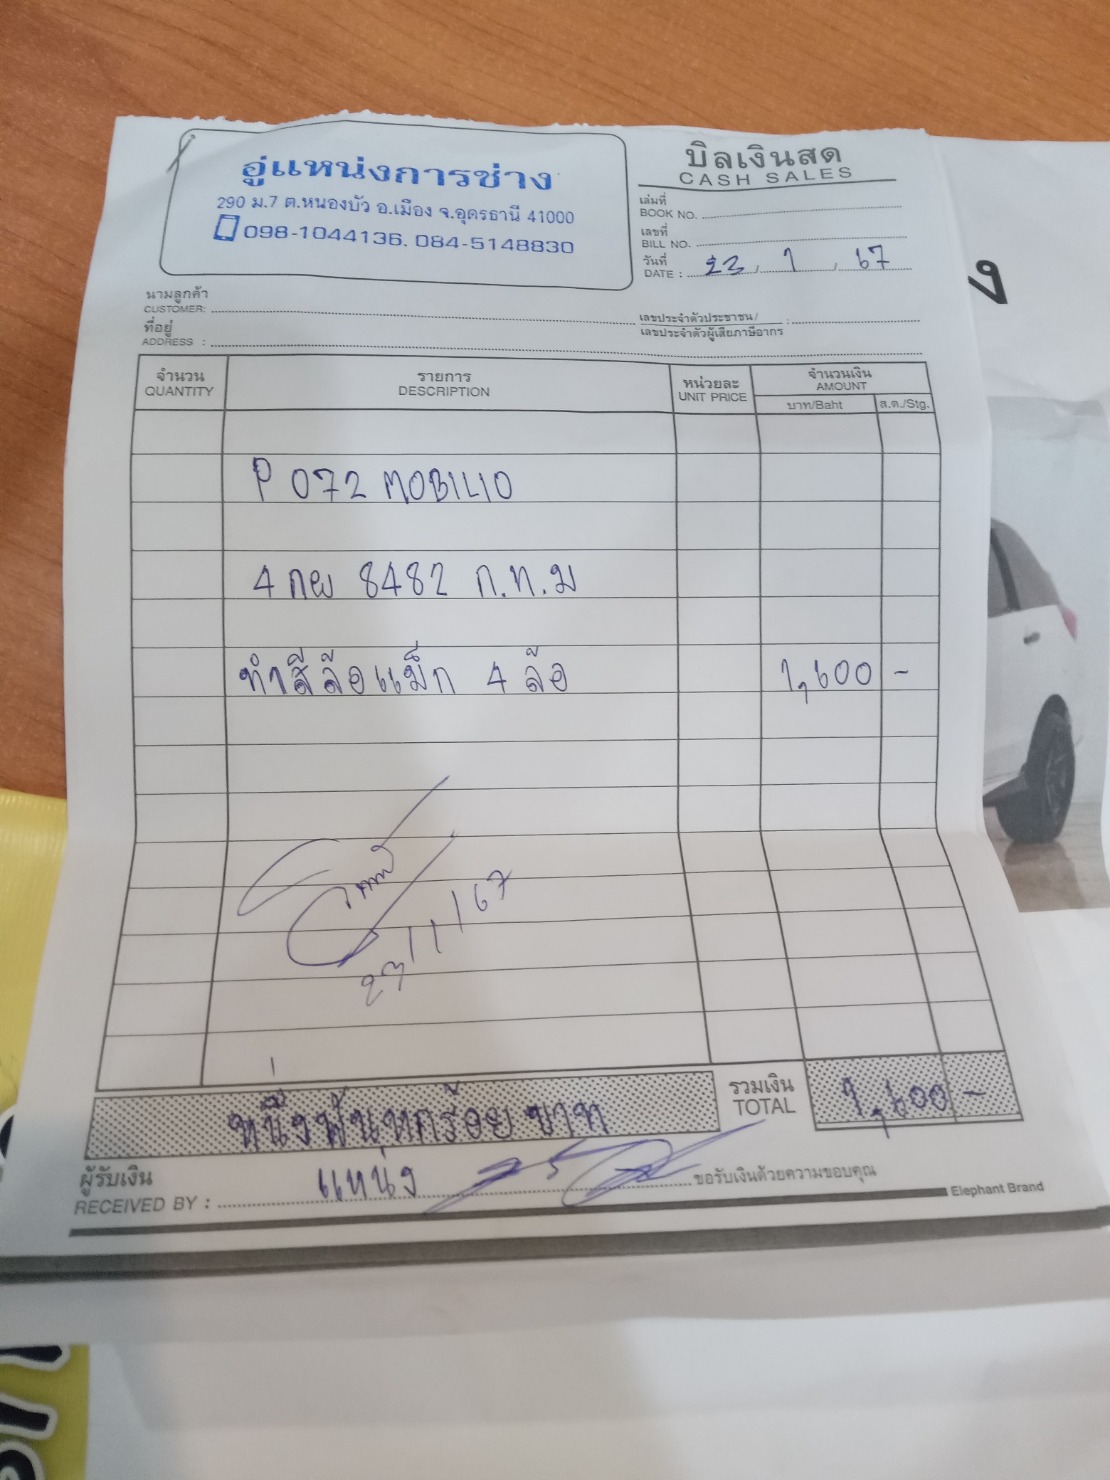 อู่แหน่งการช่าง
290 ม.7 ต.หนองบัว อ.เมือง จ.อุดรธานี 41000
098-1044136, 084-5148830
บิลเงินสด
CASH SALES
เล่มที่
BOOK NO.
เลขที่
BILL NO.
วันที่
DATE : 23 / 1 / 67
นามลูกค้า
CUSTOMER:
ที่อยู่
ADDRESS :
เลขประจำตัวประชาชน/ :
เลขประจำตัวผู้เสียภาษีอากร
จำนวน รายการ หน่วยละ จำนวนเงิน
QUANTITY DESCRIPTION UNIT PRICE AMOUNT
บาท/Baht ส.ต./Stg.
P 072 MOBILIO
4 กผ 8482 ก.ท.ม
ทำสีล้อแม็ก 4 ล้อ 1,600 -
23/1/67
หนึ่งพันหกร้อย บาท
รวมเงิน
TOTAL 1,600 -
ผู้รับเงิน
RECEIVED BY : แหน่ง ขอรับเงินด้วยความขอบคุณ
Elephant Brand
ง